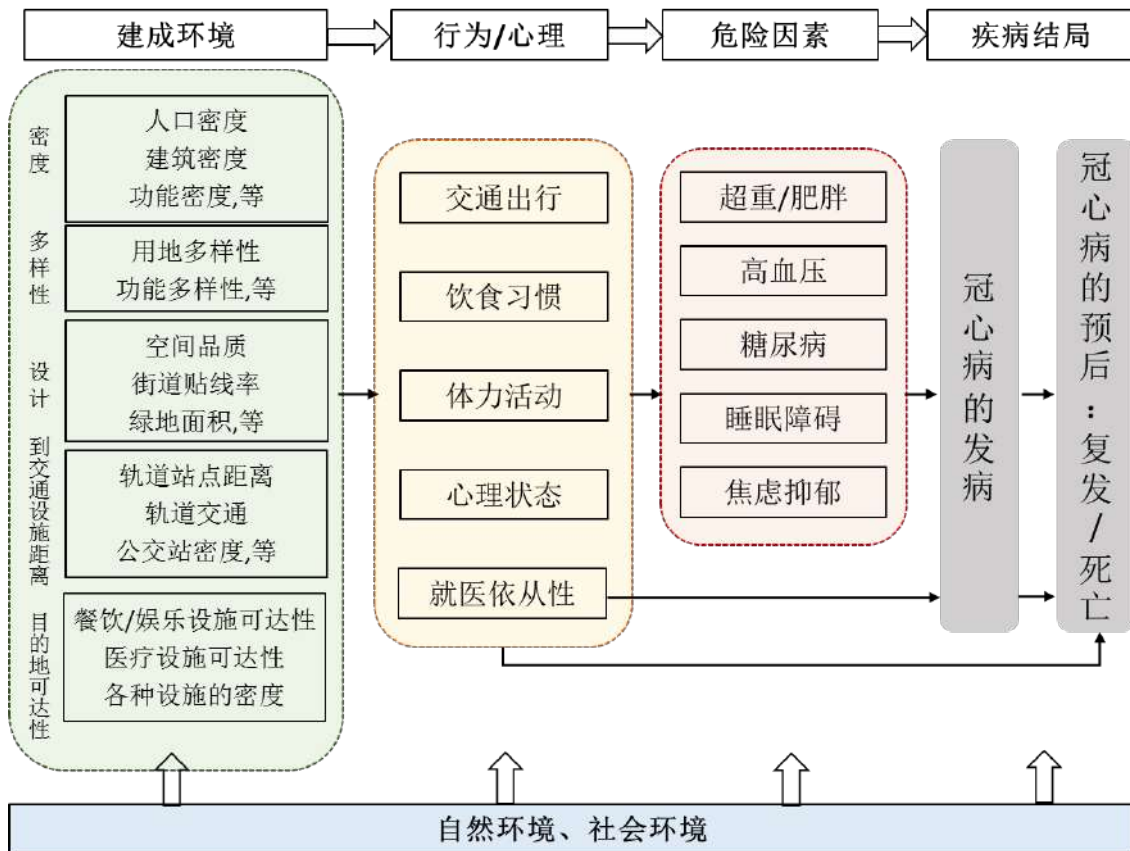 建成环境
行为/心理
危险因素
疾病结局
密度
人口密度
建筑密度
功能密度,等
多样性
用地多样性
功能多样性,等
设计
空间品质
街道贴线率
绿地面积,等
到交通设施距离
轨道站点距离
轨道交通
公交站密度,等
目的地可达性
餐饮/娱乐设施可达性
医疗设施可达性
各种设施的密度
交通出行
饮食习惯
体力活动
心理状态
就医依从性
超重/肥胖
高血压
糖尿病
睡眠障碍
焦虑抑郁
冠心病的发病
冠心病的预后:复发/死亡
自然环境、社会环境